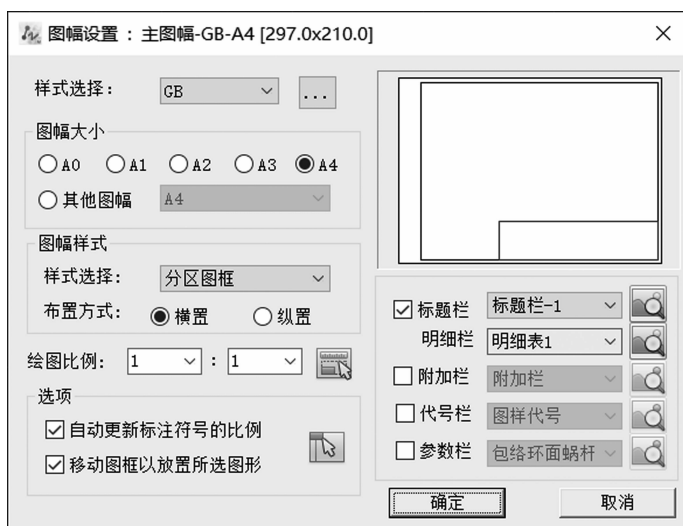 图幅设置 : 主图幅-GB-A4 [297.0x210.0]
样式选择: GB ...
图幅大小
A0 A1 A2 A3 A4
其他图幅 A4
图幅样式
样式选择: 分区图框
布置方式: 横置 纵置
绘图比例: 1 : 1
选项
自动更新标注符号的比例
移动图框以放置所选图形
标题栏 标题栏-1
明细栏 明细表1
附加栏 附加栏
代号栏 图样代号
参数栏 包络环面蜗杆
确定 取消